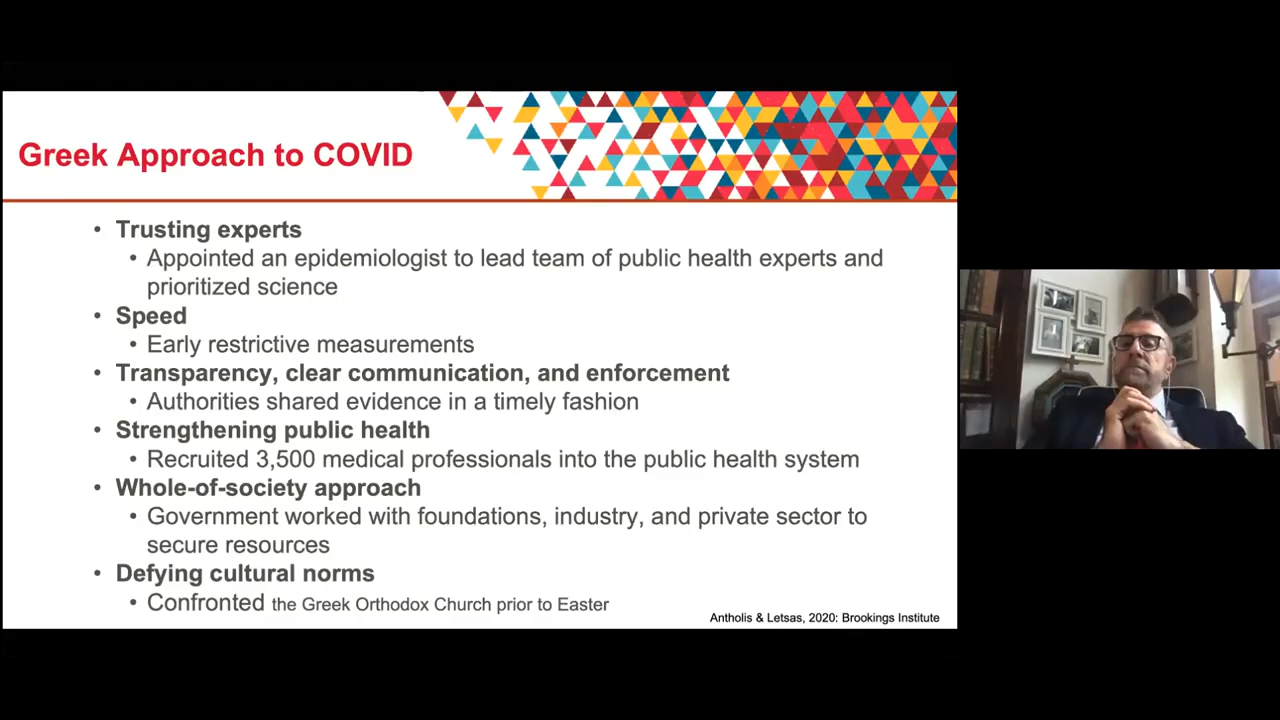 Greek Approach to COVID
• Trusting experts
• Appointed an epidemiologist to lead team of public health experts and
prioritized science
• Speed
• Early restrictive measurements
• Transparency, clear communication, and enforcement
• Authorities shared evidence in a timely fashion
• Strengthening public health
• Recruited 3,500 medical professionals into the public health system
• Whole-of-society approach
• Government worked with foundations, industry, and private sector to
secure resources
• Defying cultural norms
• Confronted the Greek Orthodox Church prior to Easter
Antholis & Letsas, 2020: Brookings Institute